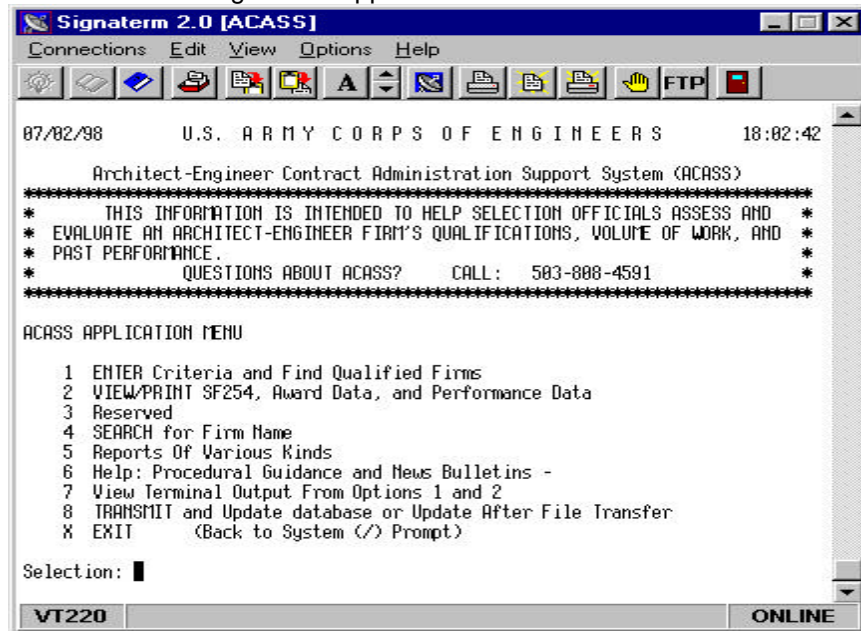 Signaterm 2.0 [ACASS]
Connections Edit View Options Help
A FTP
07/02/98 U.S. ARMY CORPS OF ENGINEERS 18:02:42
Architect-Engineer Contract Administration Support System (ACASS)
************************************************************
* THIS INFORMATION IS INTENDED TO HELP SELECTION OFFICIALS ASSESS AND *
* EVALUATE AN ARCHITECT-ENGINEER FIRM'S QUALIFICATIONS, VOLUME OF WORK, AND *
* PAST PERFORMANCE. *
* QUESTIONS ABOUT ACASS? CALL: 503-808-4591 *
************************************************************
ACASS APPLICATION MENU
1 ENTER Criteria and Find Qualified Firms
2 VIEW/PRINT SF254, Award Data, and Performance Data
3 Reserved
4 SEARCH for Firm Name
5 Reports Of Various Kinds
6 Help: Procedural Guidance and News Bulletins -
7 View Terminal Output From Options 1 and 2
8 TRANSMIT and Update database or Update After File Transfer
X EXIT (Back to System (/) Prompt)
Selection:
VT220 ONLINE